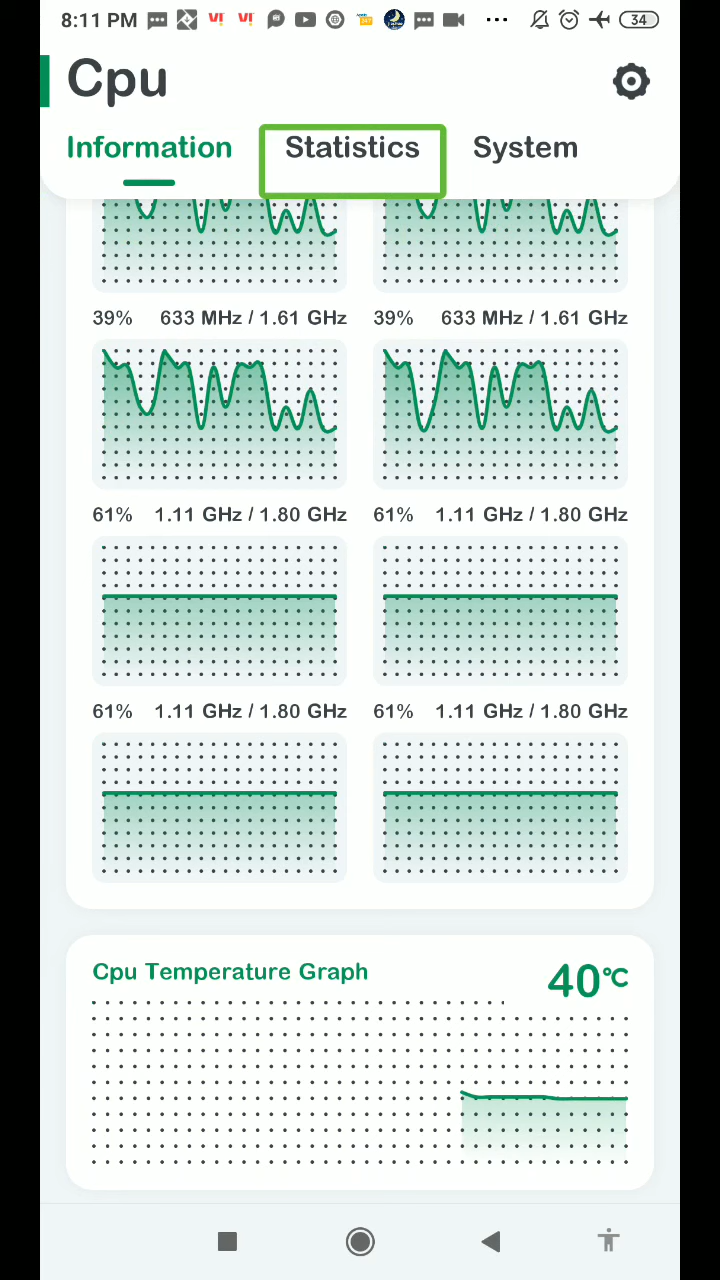 8:11 PM VI! VI! 34
Cpu
Information Statistics System
39% 633 MHz / 1.61 GHz 39% 633 MHz / 1.61 GHz
61% 1.11 GHz / 1.80 GHz 61% 1.11 GHz / 1.80 GHz
61% 1.11 GHz / 1.80 GHz 61% 1.11 GHz / 1.80 GHz
Cpu Temperature Graph 40°C